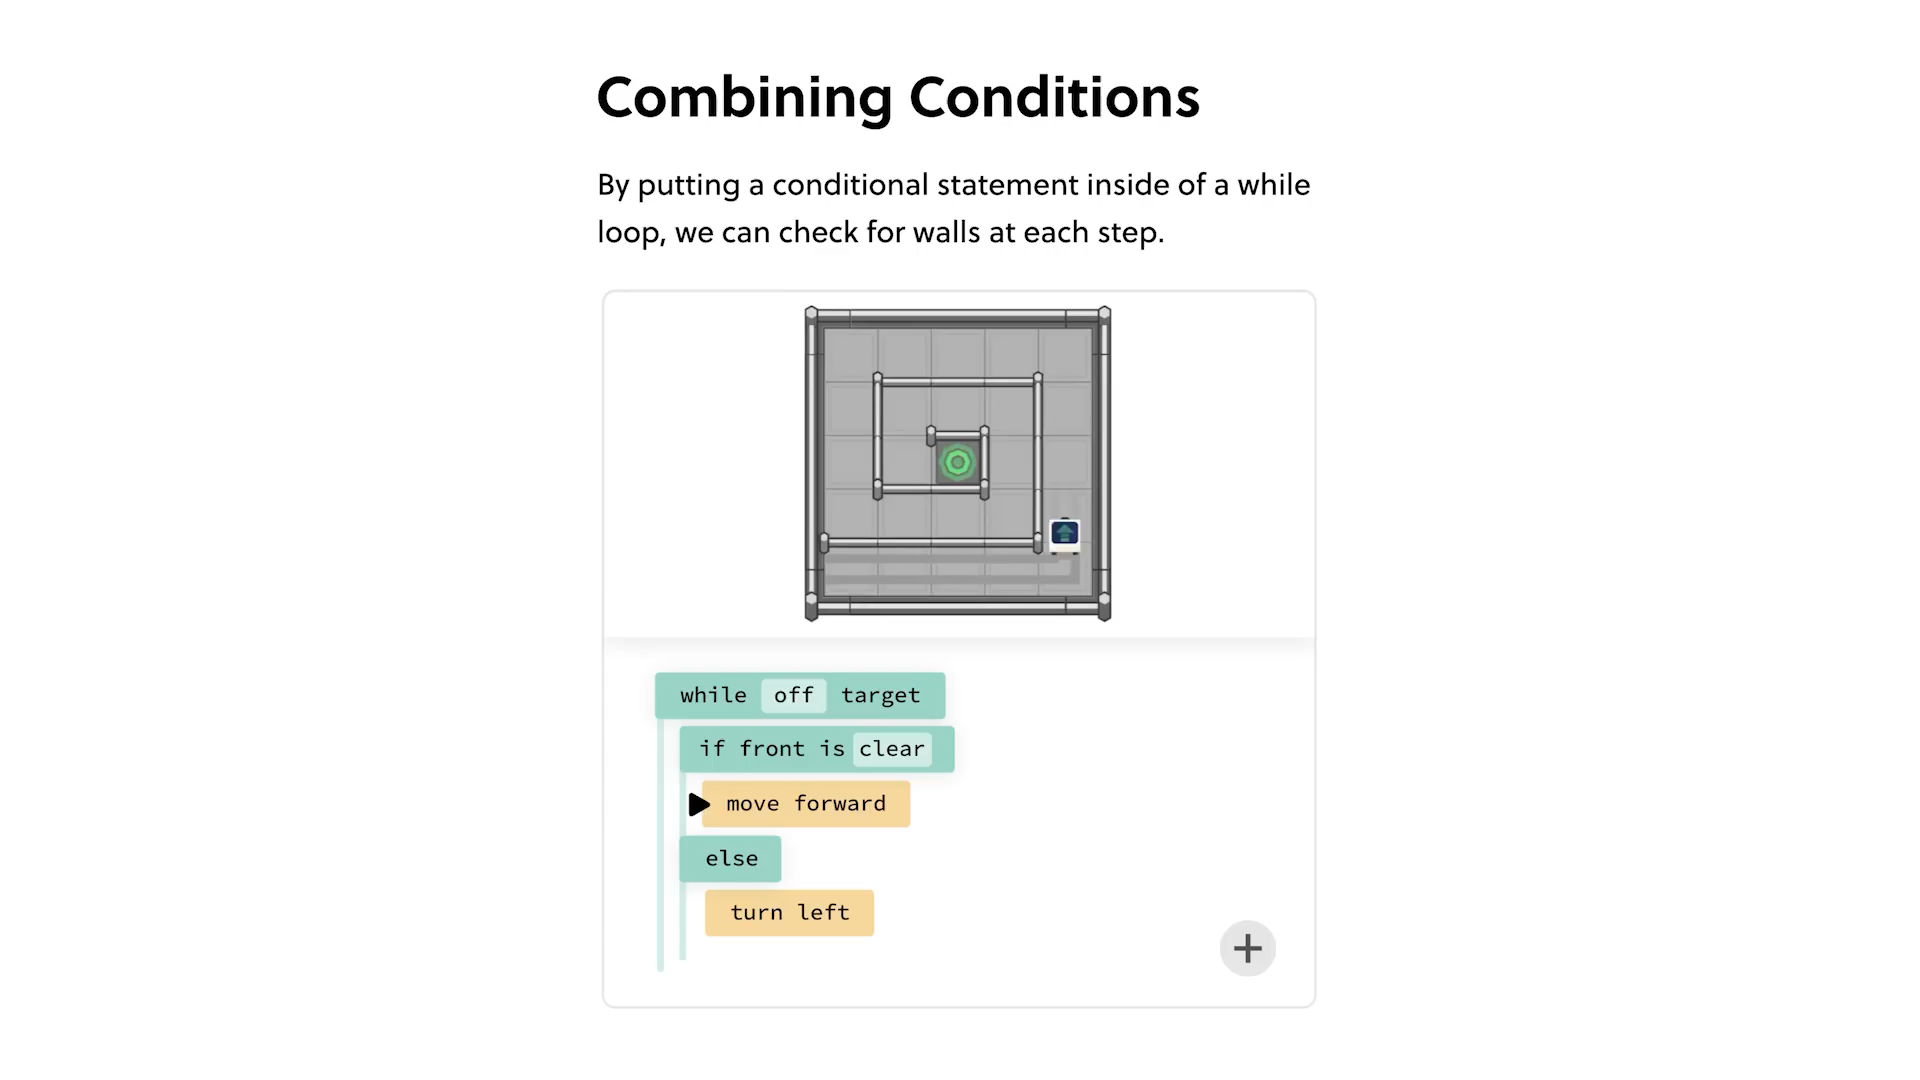 Combining Conditions
By putting a conditional statement inside of a while
loop, we can check for walls at each step.
while off target
if front is clear
move forward
else
turn left